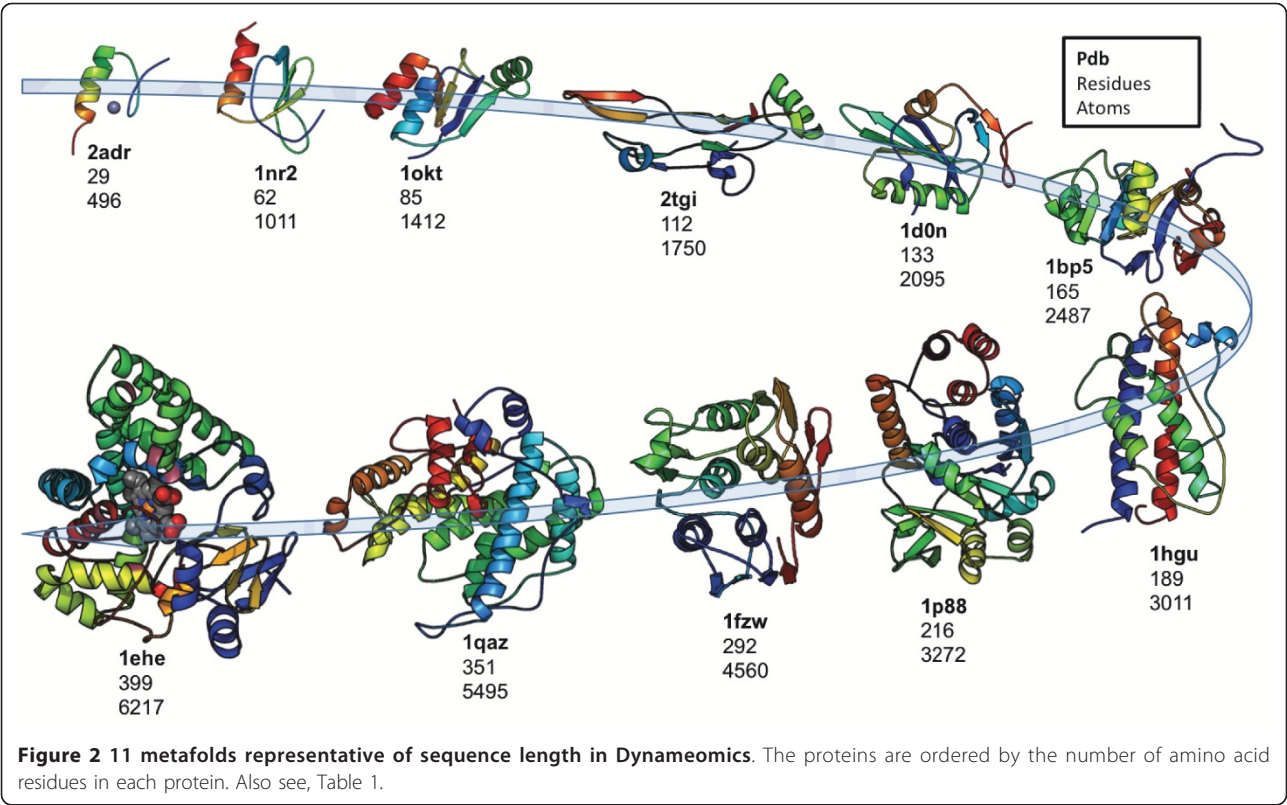 Pdb
Residues
Atoms
2adr
29
496
1nr2
62
1011
1okt
85
1412
2tgi
112
1750
1d0n
133
2095
1bp5
165
2487
1hgu
189
3011
1p88
216
3272
1fzw
292
4560
1qaz
351
5495
1ehe
399
6217
Figure 2 11 metafolds representative of sequence length in Dynameomics. The proteins are ordered by the number of amino acid
residues in each protein. Also see, Table 1.